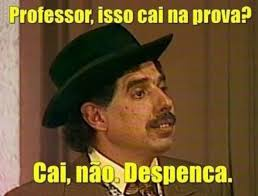 Professor, isso cai na prova?
Cai, não. Despenca.